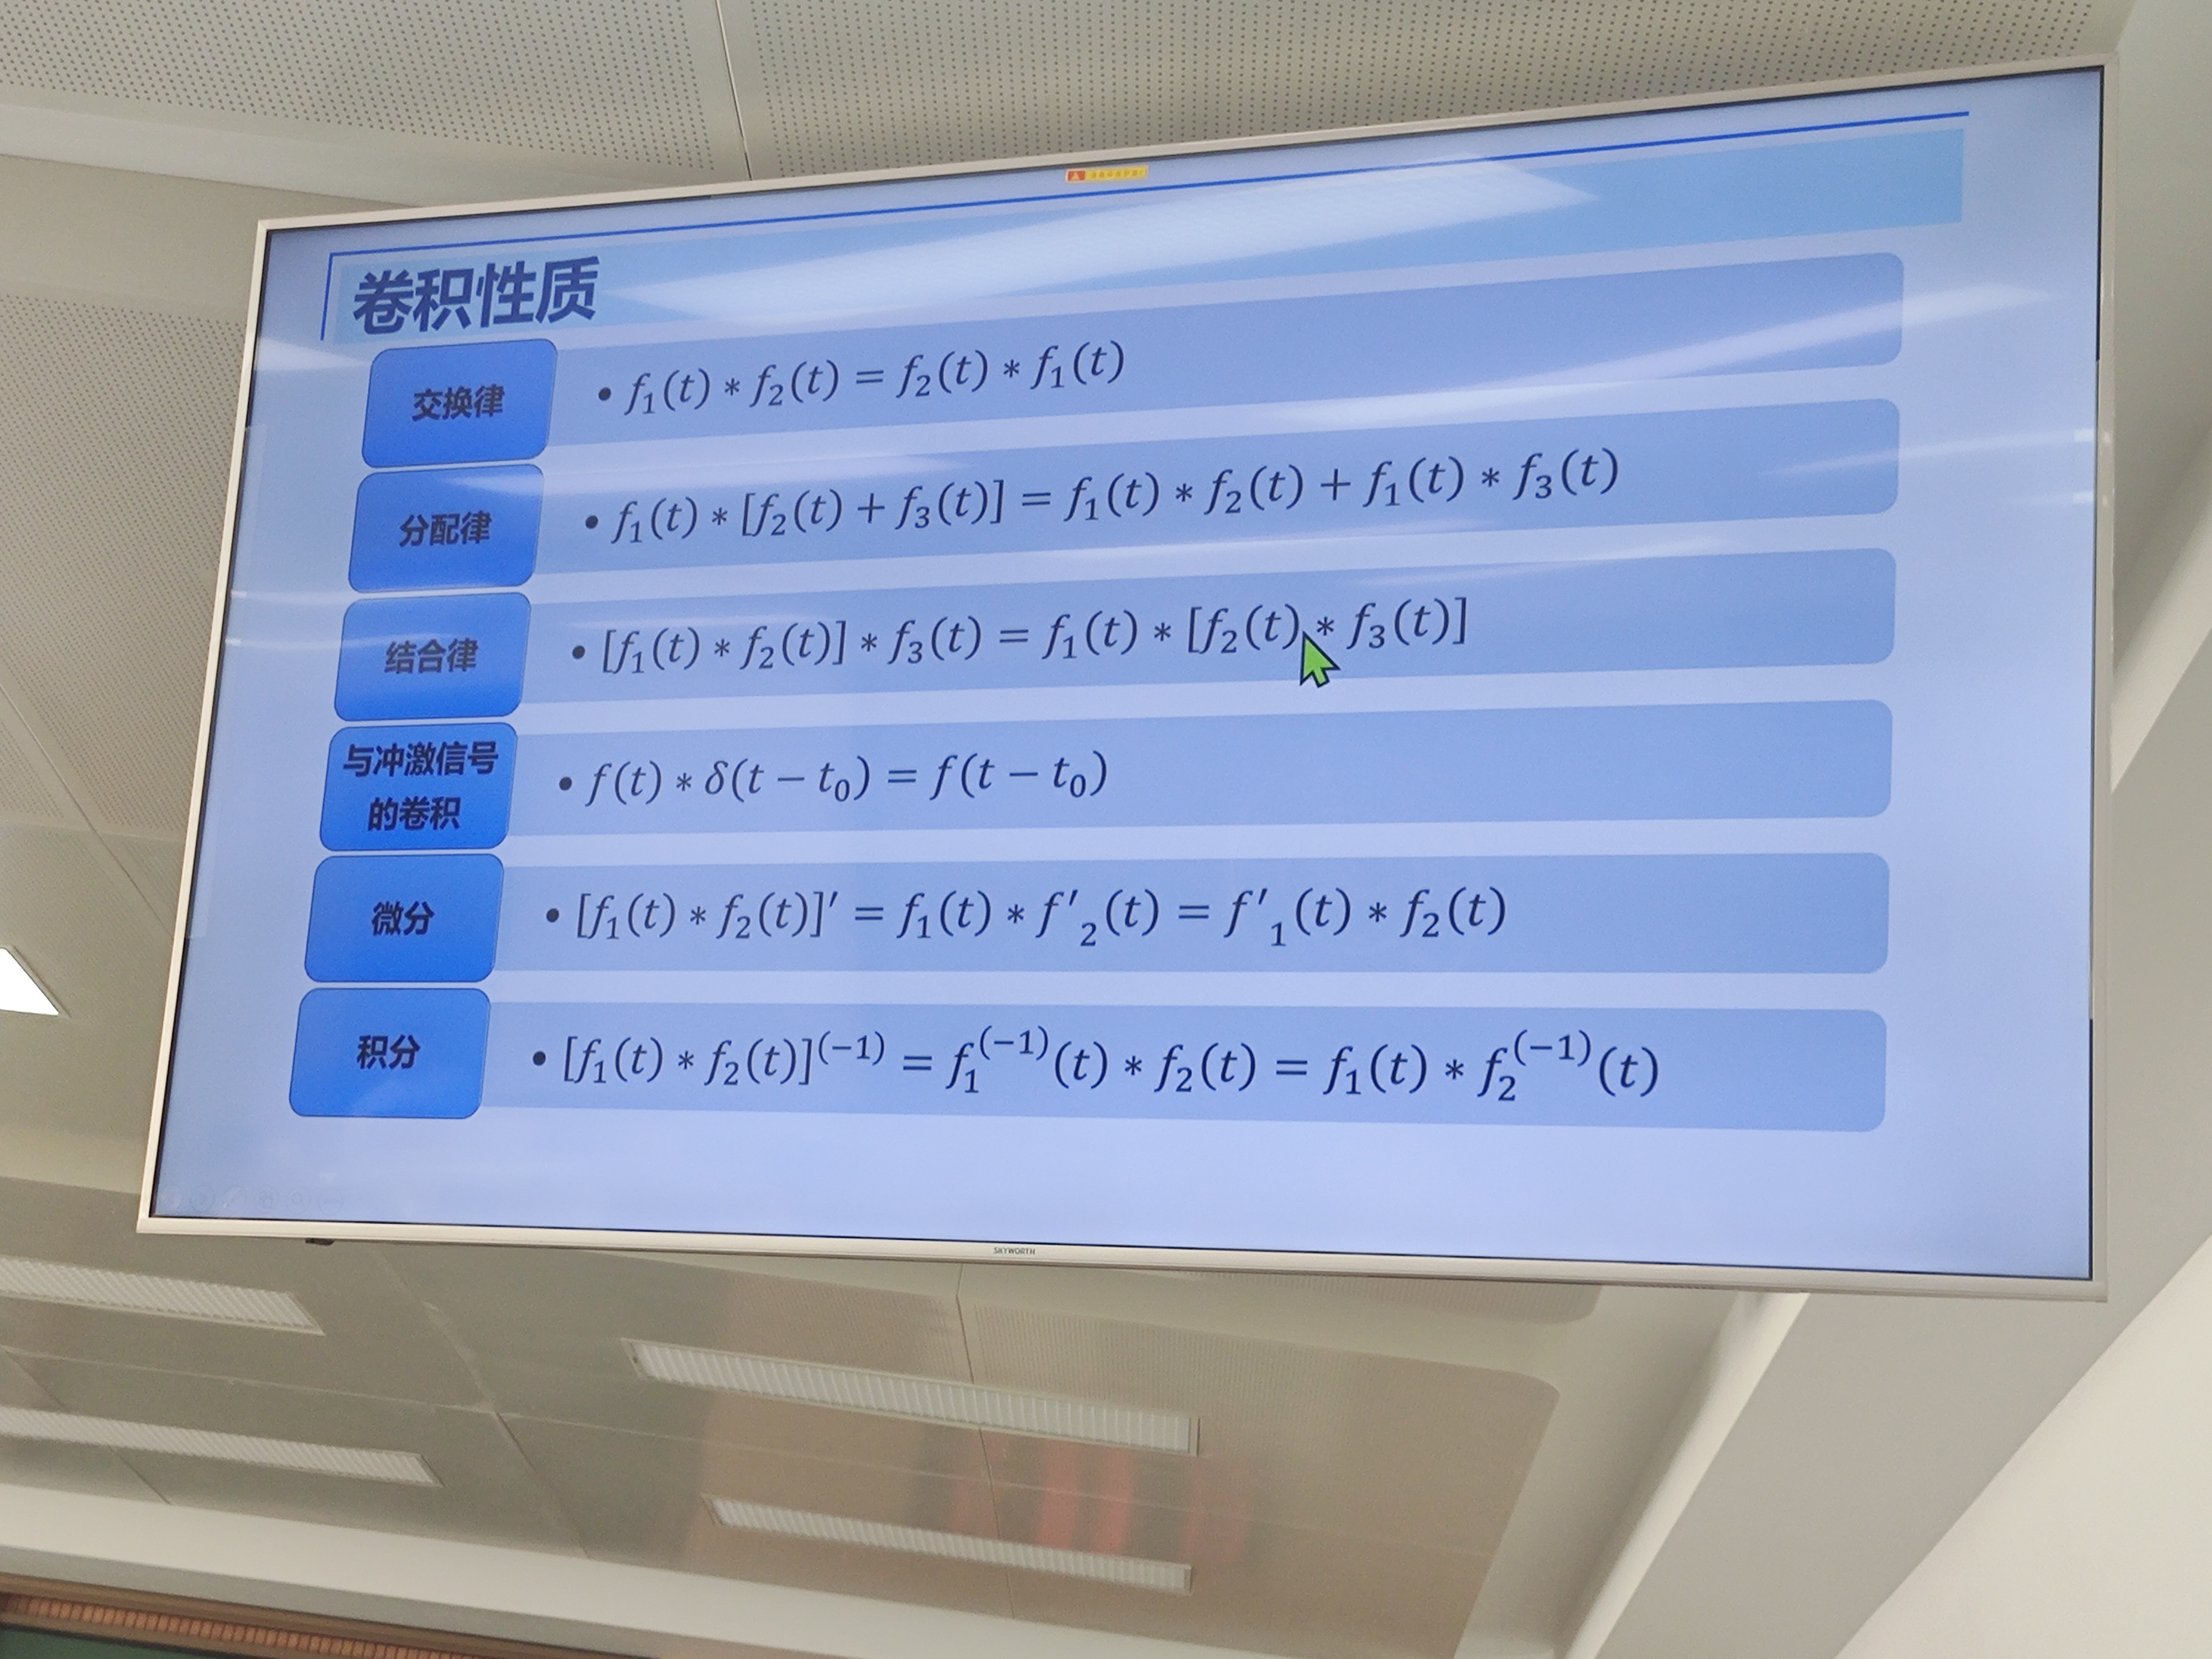 卷积性质
交换律
• f₁(t) * f₂(t) = f₂(t) * f₁(t)
分配律
• f₁(t) * [f₂(t) + f₃(t)] = f₁(t) * f₂(t) + f₁(t) * f₃(t)
结合律
• [f₁(t) * f₂(t)] * f₃(t) = f₁(t) * [f₂(t) * f₃(t)]
与冲激信号
的卷积
• f(t) * δ(t − t₀) = f(t − t₀)
微分
• [f₁(t) * f₂(t)]′ = f₁(t) * f′₂(t) = f′₁(t) * f₂(t)
积分
• [f₁(t) * f₂(t)]⁽⁻¹⁾ = f₁⁽⁻¹⁾(t) * f₂(t) = f₁(t) * f₂⁽⁻¹⁾(t)
SKYWORTH